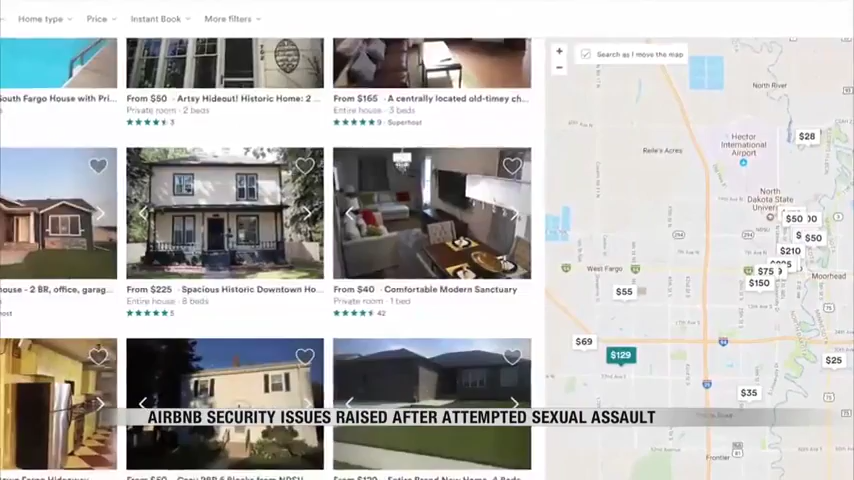 Home type
Price
Instant Book
More filters
South Fargo House with Pri...
From $50 · Artsy Hideout! Historic Home: 2 ...
Private room · 2 beds
3
From $165 · A centrally located old-timey ch...
Entire house · 3 beds
9 · Superhost
house - 2 BR, office, garag...
From $225 · Spacious Historic Downtown Ho...
Entire house · 8 beds
5
From $40 · Comfortable Modern Sanctuary
Private room · 1 bed
42
+
−
Search as I move the map
North River
$28
Reile's Acres
Hector
International
Airport
North
Dakota State
$50
$50
$210
West Fargo
$75
Moorhead
$55
$150
$69
$129
$25
$35
Frontier
AIRBNB SECURITY ISSUES RAISED AFTER ATTEMPTED SEXUAL ASSAULT